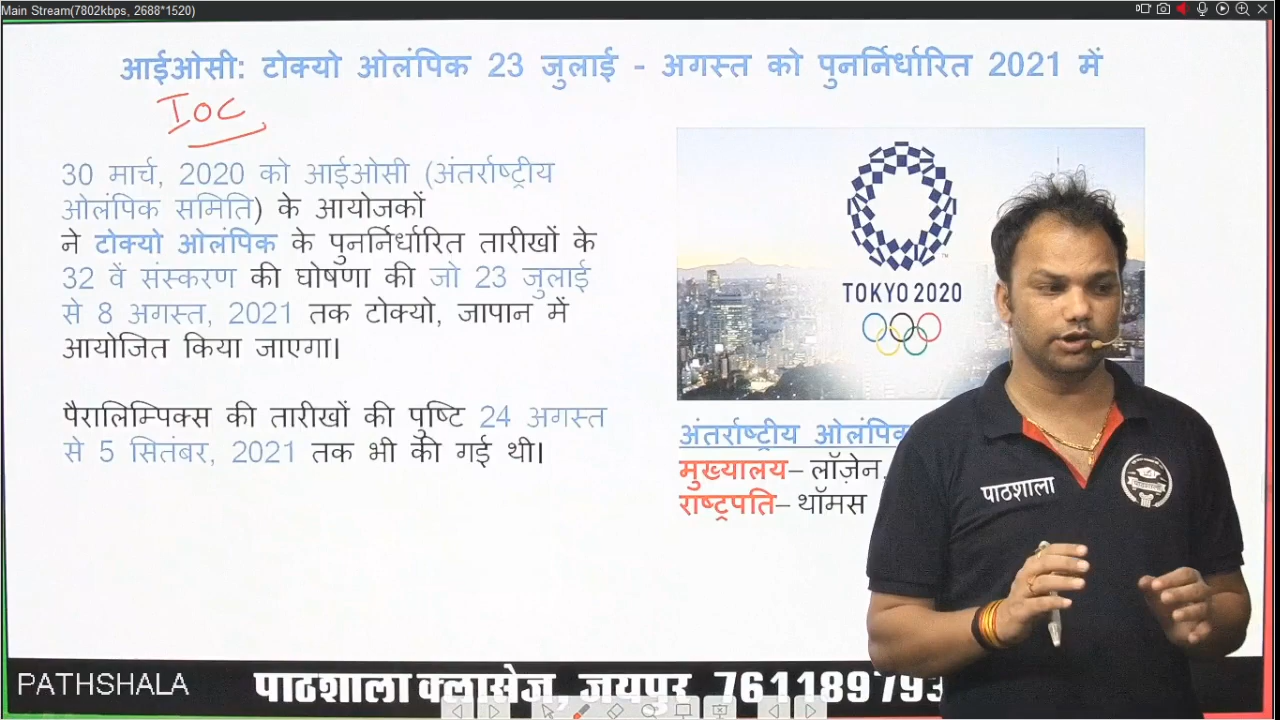 Main Stream(7802kbps, 2688*1520)
आईओसी: टोक्यो ओलंपिक 23 जुलाई - अगस्त को पुनर्निर्धारित 2021 में
IOC
30 मार्च, 2020 को आईओसी (अंतर्राष्ट्रीय
ओलंपिक समिति) के आयोजकों
ने टोक्यो ओलंपिक के पुनर्निर्धारित तारीखों के
32 वें संस्करण की घोषणा की जो 23 जुलाई
से 8 अगस्त, 2021 तक टोक्यो, जापान में
आयोजित किया जाएगा।
पैरालिम्पिक्स की तारीखों की पुष्टि 24 अगस्त
से 5 सितंबर, 2021 तक भी की गई थी।
TOKYO 2020
अंतर्राष्ट्रीय ओलंपिक
मुख्यालय– लॉज़ेन,
राष्ट्रपति– थॉमस
पाठशाला
PATHSHALA
पाठशाला क्लासेज, जयपुर 7611897793